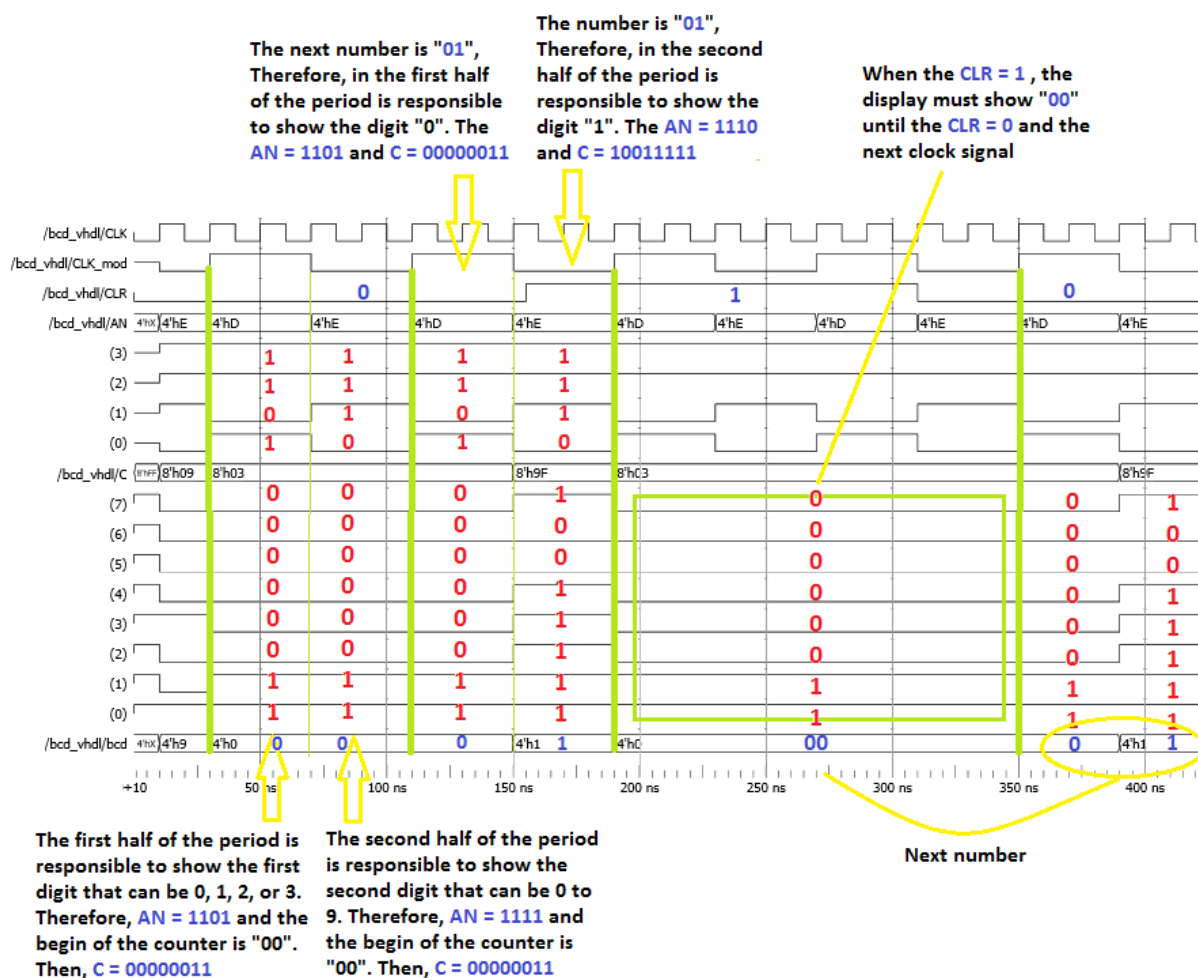 The next number is "01",
Therefore, in the first half
of the period is responsible
to show the digit "0". The
AN = 1101 and C = 00000011
The number is "01",
Therefore, in the second
half of the period is
responsible to show the
digit "1". The AN = 1110
and C = 10011111
When the CLR = 1 , the
display must show "00"
until the CLR = 0 and the
next clock signal
/bcd_vhdl/CLK
/bcd_vhdl/CLK_mod
/bcd_vhdl/CLR 0 1 0
/bcd_vhdl/AN 4'hX 4'hE 4'hD 4'hE 4'hD 4'hE 4'hD 4'hE 4'hD 4'hE 4'hD 4'hE
(3) 1 1 1 1
(2) 1 1 1 1
(1) 0 1 0 1
(0) 1 0 1 0
/bcd_vhdl/C 8'hFF 8'h09 8'h03 8'h9F 8'h03 8'h9F
(7) 0 0 0 1 0 0 1
(6) 0 0 0 0 0 0 0
(5) 0 0 0 0 0 0 0
(4) 0 0 0 1 0 0 1
(3) 0 0 0 1 0 0 1
(2) 0 0 0 1 0 0 1
(1) 1 1 1 1 1 1 1
(0) 1 1 1 1 1 1 1
/bcd_vhdl/bcd 4'hX 4'h9 4'h0 0 0 0 4'h1 1 4'h0 00 0 4'h1 1
+10 50 ns 100 ns 150 ns 200 ns 250 ns 300 ns 350 ns 400 ns
The first half of the period is
responsible to show the first
digit that can be 0, 1, 2, or 3.
Therefore, AN = 1101 and the
begin of the counter is "00".
Then, C = 00000011
The second half of the period
is responsible to show the
second digit that can be 0 to
9. Therefore, AN = 1111 and
the begin of the counter is
"00". Then, C = 00000011
Next number